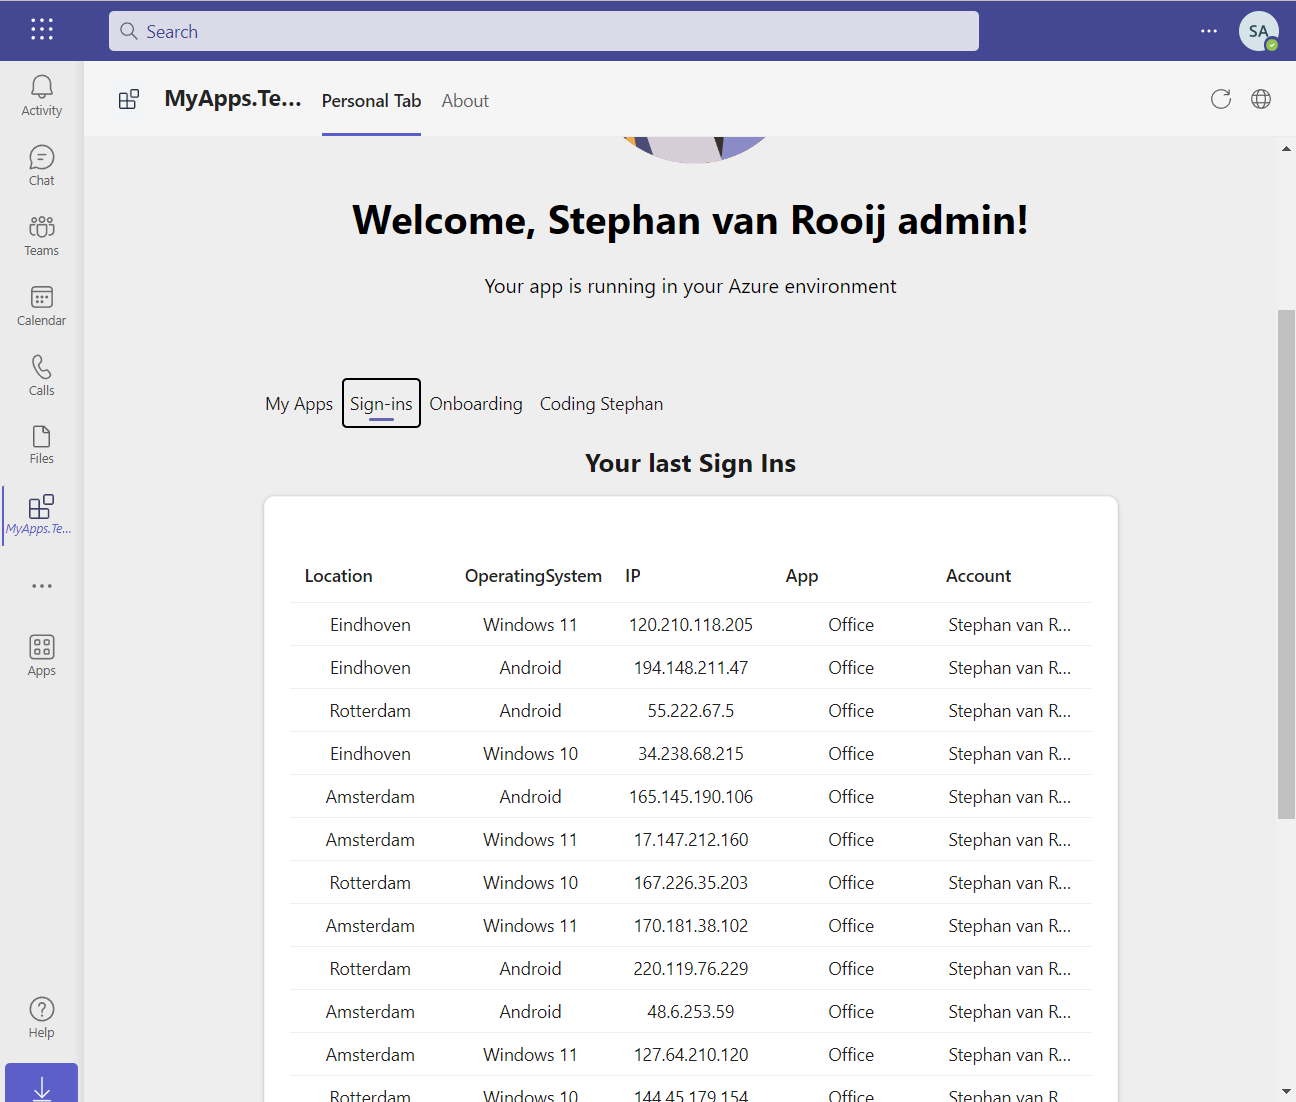 Search
SA
Activity
Chat
Teams
Calendar
Calls
Files
MyApps.Te...
Apps
Help
MyApps.Te... Personal Tab About
Welcome, Stephan van Rooij admin!
Your app is running in your Azure environment
My Apps Sign-ins Onboarding Coding Stephan
Your last Sign Ins
Location OperatingSystem IP App Account
Eindhoven Windows 11 120.210.118.205 Office Stephan van R...
Eindhoven Android 194.148.211.47 Office Stephan van R...
Rotterdam Android 55.222.67.5 Office Stephan van R...
Eindhoven Windows 10 34.238.68.215 Office Stephan van R...
Amsterdam Android 165.145.190.106 Office Stephan van R...
Amsterdam Windows 11 17.147.212.160 Office Stephan van R...
Rotterdam Windows 10 167.226.35.203 Office Stephan van R...
Amsterdam Windows 11 170.181.38.102 Office Stephan van R...
Rotterdam Android 220.119.76.229 Office Stephan van R...
Amsterdam Android 48.6.253.59 Office Stephan van R...
Amsterdam Windows 11 127.64.210.120 Office Stephan van R...
Rotterdam Windows 10 144.45.179.154 Office Stephan van R...